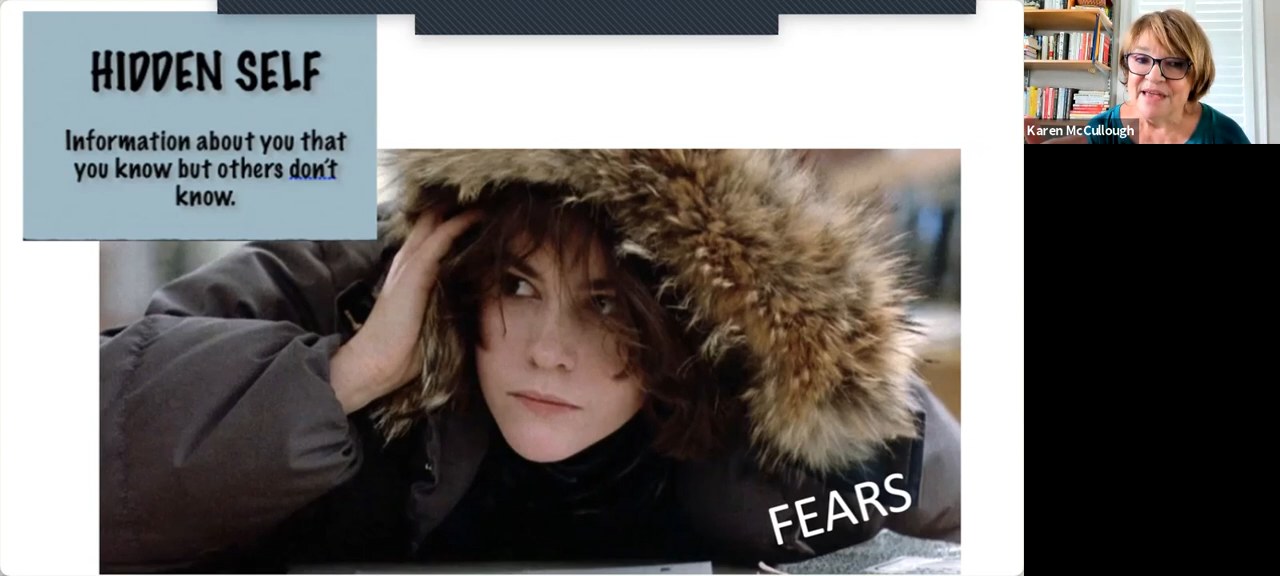 HIDDEN SELF
Information about you that
you know but others don't
know.
FEARS
Karen McCullough